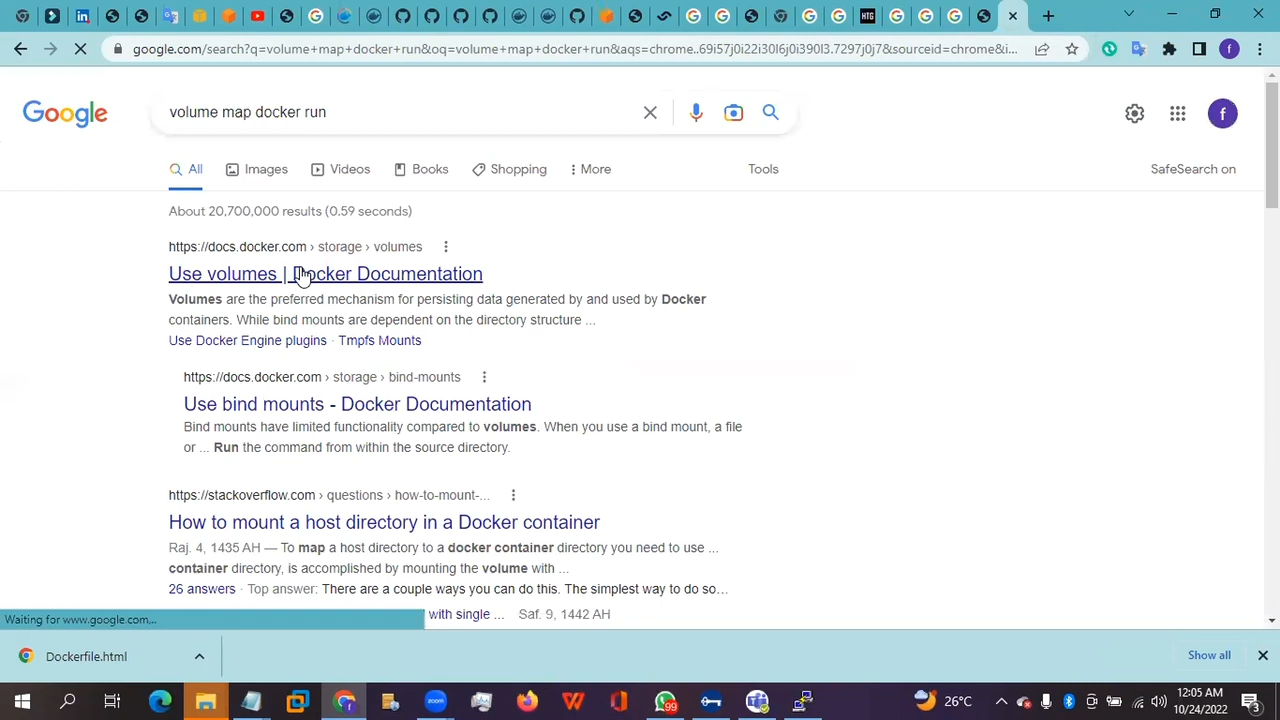 google.com/search?q=volume+map+docker+run&oq=volume+map+docker+run&aqs=chrome..69i57j0i22i30l6j0i390l3.7297j0j7&sourceid=chrome&i...
f
Google
volume map docker run
f
All
Images
Videos
Books
Shopping
More
Tools
SafeSearch on
About 20,700,000 results (0.59 seconds)
https://docs.docker.com › storage › volumes
Use volumes | Docker Documentation
Volumes are the preferred mechanism for persisting data generated by and used by Docker
containers. While bind mounts are dependent on the directory structure ...
Use Docker Engine plugins · Tmpfs Mounts
https://docs.docker.com › storage › bind-mounts
Use bind mounts - Docker Documentation
Bind mounts have limited functionality compared to volumes. When you use a bind mount, a file
or ... Run the command from within the source directory.
https://stackoverflow.com › questions › how-to-mount-...
How to mount a host directory in a Docker container
Raj. 4, 1435 AH — To map a host directory to a docker container directory you need to use ...
container directory, is accomplished by mounting the volume with ...
26 answers · Top answer: There are a couple ways you can do this. The simplest way to do so...
with single ... Saf. 9, 1442 AH
Waiting for www.google.com...
Dockerfile.html
Show all
zoom
99
26°C
12:05 AM
10/24/2022
3